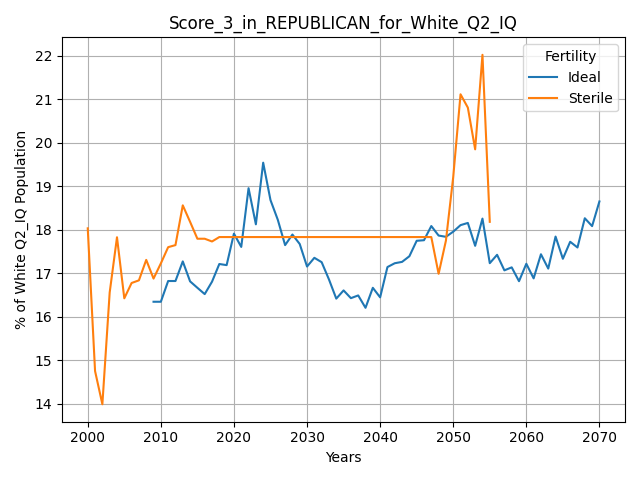 Score_3_in_REPUBLICAN_for_White_Q2_IQ
Fertility
Ideal
Sterile
% of White Q2_IQ Population
22
21
20
19
18
17
16
15
14
2000
2010
2020
2030
2040
2050
2060
2070
Years